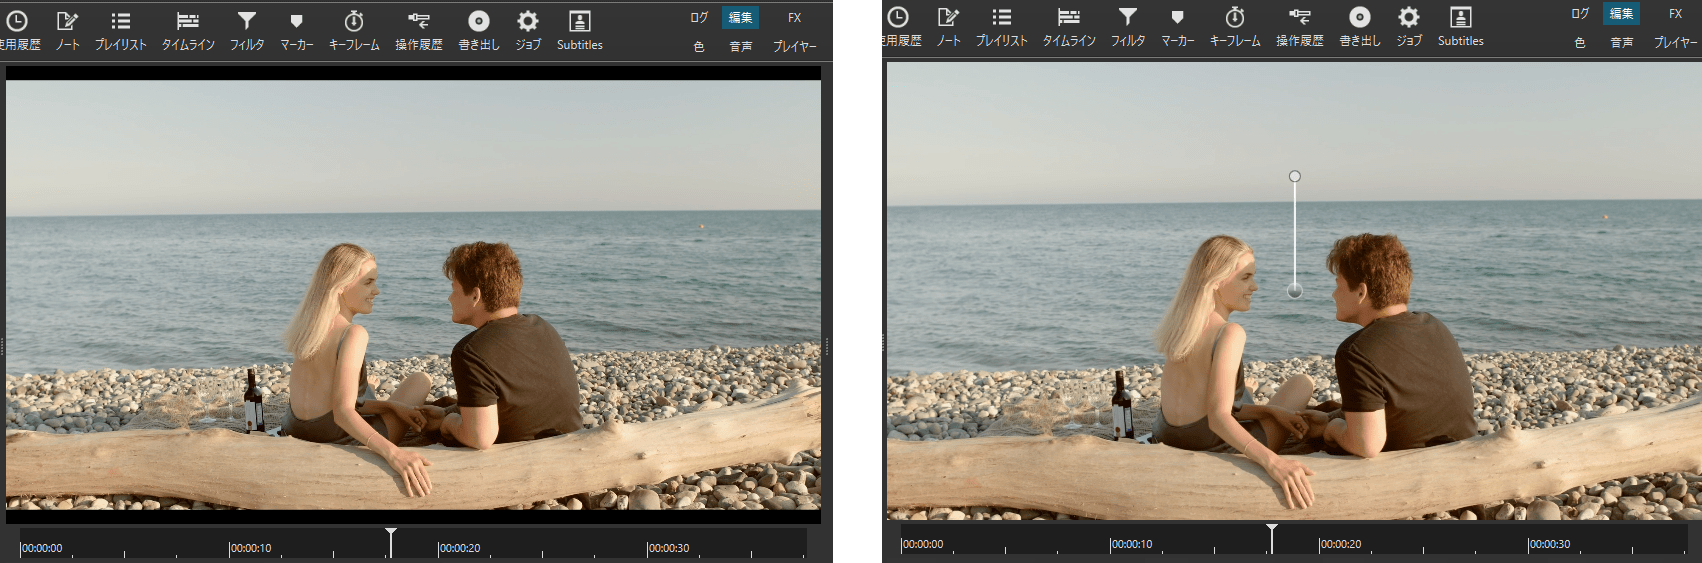 使用履歴 ノート プレイリスト タイムライン フィルタ マーカー キーフレーム 操作履歴 書き出し ジョブ Subtitles
ログ 編集 FX
色 音声 プレイヤー
00:00:00 00:00:10 00:00:20 00:00:30
使用履歴 ノート プレイリスト タイムライン フィルタ マーカー キーフレーム 操作履歴 書き出し ジョブ Subtitles
ログ 編集 FX
色 音声 プレイヤー
00:00:00 00:00:10 00:00:20 00:00:30